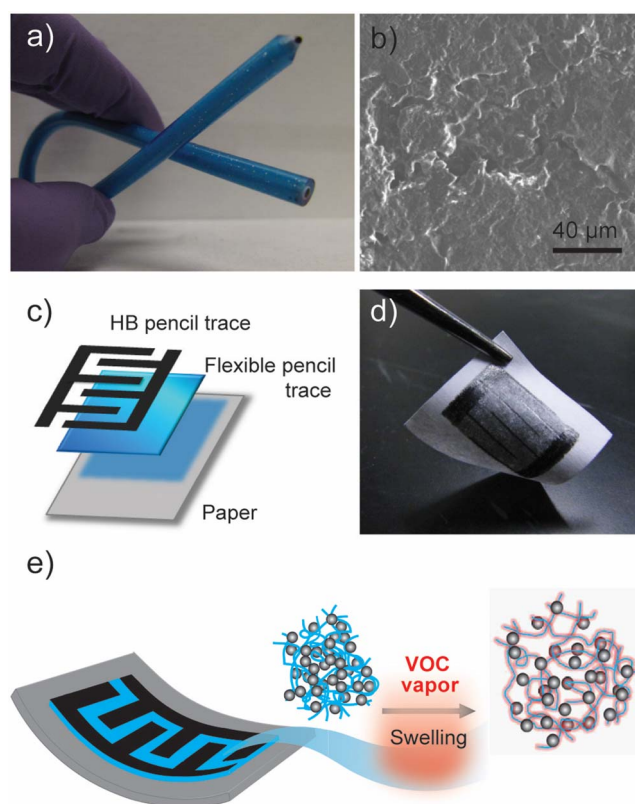 a)
b)
40 µm
c)
HB pencil trace
Flexible pencil
trace
Paper
d)
e)
VOC
vapor
Swelling